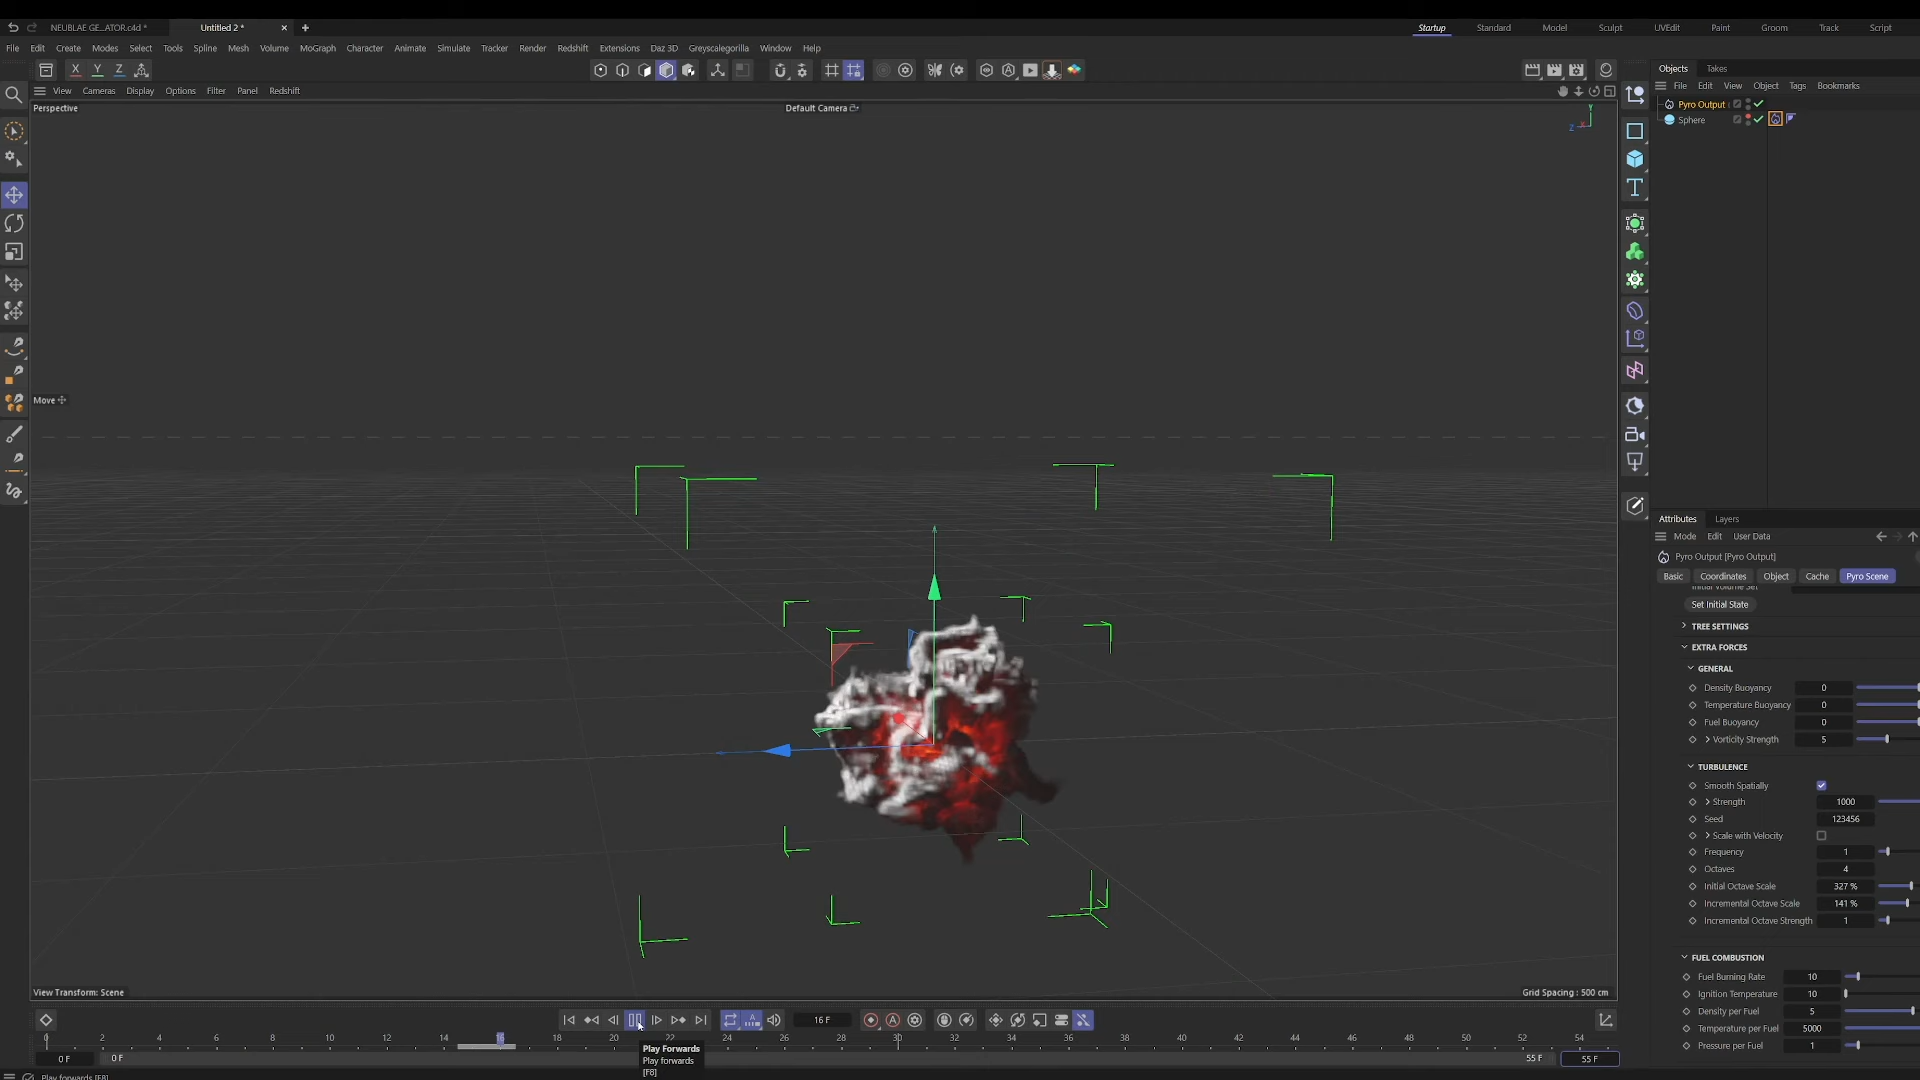 NEUBLAE GE...ATOR.c4d *
Untitled 2 *
Startup
Standard
Model
Sculpt
UVEdit
Paint
Groom
Track
Script
File Edit Create Modes Select Tools Spline Mesh Volume MoGraph Character Animate Simulate Tracker Render Redshift Extensions Daz 3D Greyscalegorilla Window Help
X Y Z
View Cameras Display Options Filter Panel Redshift
Perspective
Default Camera
Y
Z X
Move
View Transform: Scene
Grid Spacing : 500 cm
Objects Takes
File Edit View Object Tags Bookmarks
Pyro Output
Sphere
Attributes Layers
Mode Edit User Data
Pyro Output [Pyro Output]
Basic Coordinates Object Cache Pyro Scene
Initial Volume Set
Set Initial State
TREE SETTINGS
EXTRA FORCES
GENERAL
Density Buoyancy 0
Temperature Buoyancy 0
Fuel Buoyancy 0
Vorticity Strength 5
TURBULENCE
Smooth Spatially
Strength 1000
Seed 123456
Scale with Velocity
Frequency 1
Octaves 4
Initial Octave Scale 327 %
Incremental Octave Scale 141 %
Incremental Octave Strength 1
FUEL COMBUSTION
Fuel Burning Rate 10
Ignition Temperature 10
Density per Fuel 5
Temperature per Fuel 5000
Pressure per Fuel 1
16 F
0 2 4 6 8 10 12 14 16 18 20 22 24 26 28 30 32 34 36 38 40 42 44 46 48 50 52 54
0 F
0 F
55 F
55 F
Play Forwards
Play forwards
[F8]
Play forwards [F8]